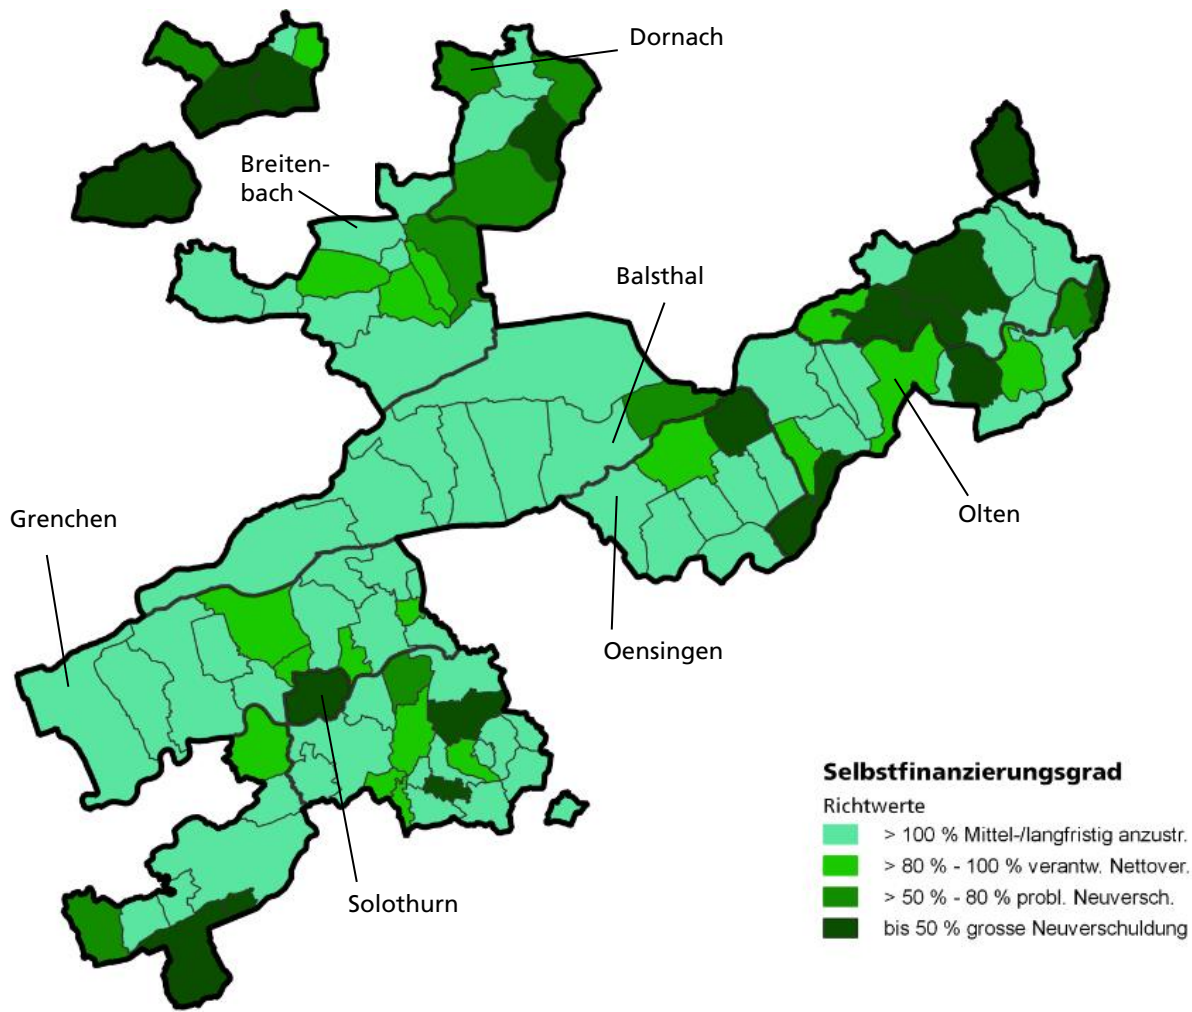 Dornach
Breiten-
bach
Balsthal
Grenchen
Olten
Oensingen
Solothurn
Selbstfinanzierungsgrad
Richtwerte
> 100 % Mittel-/langfristig anzustr.
> 80 % - 100 % verantw. Nettover.
> 50 % - 80 % probl. Neuversch.
bis 50 % grosse Neuverschuldung